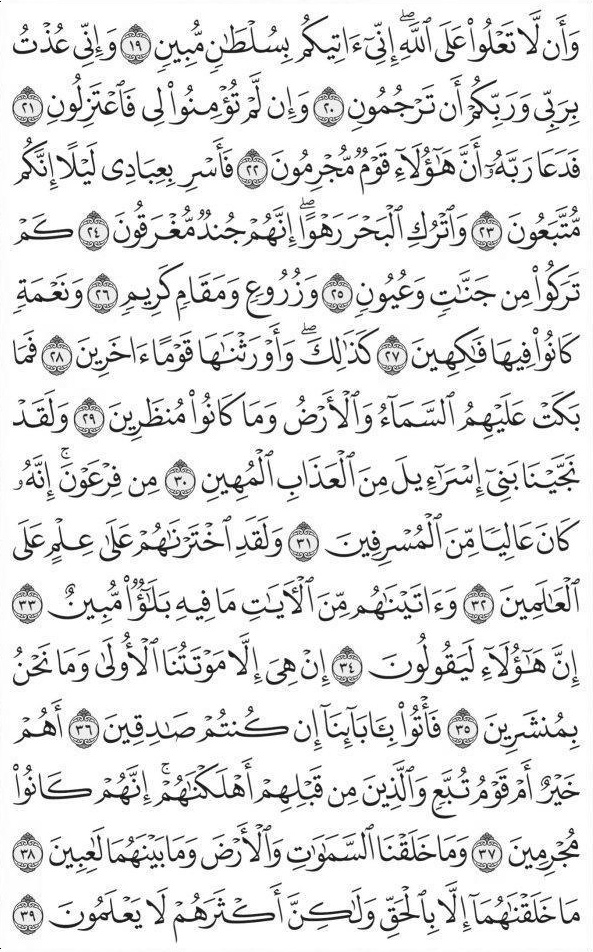 وَأَن لَّا تَعْلُوا۟ عَلَى ٱللَّهِ ۖ إِنِّىٓ ءَاتِيكُم بِسُلْطَـٰنٍ مُّبِينٍ ١٩ وَإِنِّى عُذْتُ
بِرَبِّى وَرَبِّكُمْ أَن تَرْجُمُونِ ٢٠ وَإِن لَّمْ تُؤْمِنُوا۟ لِى فَٱعْتَزِلُونِ ٢١
فَدَعَا رَبَّهُۥٓ أَنَّ هَـٰٓؤُلَآءِ قَوْمٌ مُّجْرِمُونَ ٢٢ فَأَسْرِ بِعِبَادِى لَيْلًا إِنَّكُم
مُّتَّبَعُونَ ٢٣ وَٱتْرُكِ ٱلْبَحْرَ رَهْوًا ۖ إِنَّهُمْ جُندٌ مُّغْرَقُونَ ٢٤ كَمْ
تَرَكُوا۟ مِن جَنَّـٰتٍ وَعُيُونٍ ٢٥ وَزُرُوعٍ وَمَقَامٍ كَرِيمٍ ٢٦ وَنَعْمَةٍ
كَانُوا۟ فِيهَا فَـٰكِهِينَ ٢٧ كَذَٰلِكَ ۖ وَأَوْرَثْنَـٰهَا قَوْمًا ءَاخَرِينَ ٢٨ فَمَا
بَكَتْ عَلَيْهِمُ ٱلسَّمَآءُ وَٱلْأَرْضُ وَمَا كَانُوا۟ مُنظَرِينَ ٢٩ وَلَقَدْ
نَجَّيْنَا بَنِىٓ إِسْرَٰٓءِيلَ مِنَ ٱلْعَذَابِ ٱلْمُهِينِ ٣٠ مِن فِرْعَوْنَ ۚ إِنَّهُۥ
كَانَ عَالِيًا مِّنَ ٱلْمُسْرِفِينَ ٣١ وَلَقَدِ ٱخْتَرْنَـٰهُمْ عَلَىٰ عِلْمٍ عَلَى
ٱلْعَـٰلَمِينَ ٣٢ وَءَاتَيْنَـٰهُم مِّنَ ٱلْـَٔايَـٰتِ مَا فِيهِ بَلَـٰٓؤٌا۟ مُّبِينٌ ٣٣
إِنَّ هَـٰٓؤُلَآءِ لَيَقُولُونَ ٣٤ إِنْ هِىَ إِلَّا مَوْتَتُنَا ٱلْأُولَىٰ وَمَا نَحْنُ
بِمُنشَرِينَ ٣٥ فَأْتُوا۟ بِـَٔابَآئِنَآ إِن كُنتُمْ صَـٰدِقِينَ ٣٦ أَهُمْ
خَيْرٌ أَمْ قَوْمُ تُبَّعٍ وَٱلَّذِينَ مِن قَبْلِهِمْ ۚ أَهْلَكْنَـٰهُمْ ۖ إِنَّهُمْ كَانُوا۟
مُجْرِمِينَ ٣٧ وَمَا خَلَقْنَا ٱلسَّمَـٰوَٰتِ وَٱلْأَرْضَ وَمَا بَيْنَهُمَا لَـٰعِبِينَ ٣٨
مَا خَلَقْنَـٰهُمَآ إِلَّا بِٱلْحَقِّ وَلَـٰكِنَّ أَكْثَرَهُمْ لَا يَعْلَمُونَ ٣٩